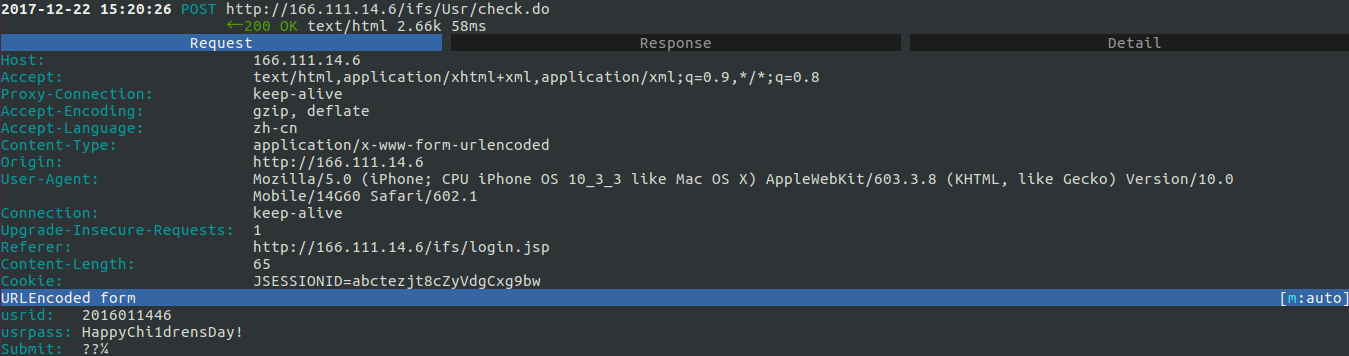 2017-12-22 15:20:26 POST http://166.111.14.6/ifs/Usr/check.do
←200 OK text/html 2.66k 58ms
Request Response Detail
Host: 166.111.14.6
Accept: text/html,application/xhtml+xml,application/xml;q=0.9,*/*;q=0.8
Proxy-Connection: keep-alive
Accept-Encoding: gzip, deflate
Accept-Language: zh-cn
Content-Type: application/x-www-form-urlencoded
Origin: http://166.111.14.6
User-Agent: Mozilla/5.0 (iPhone; CPU iPhone OS 10_3_3 like Mac OS X) AppleWebKit/603.3.8 (KHTML, like Gecko) Version/10.0
Mobile/14G60 Safari/602.1
Connection: keep-alive
Upgrade-Insecure-Requests: 1
Referer: http://166.111.14.6/ifs/login.jsp
Content-Length: 65
Cookie: JSESSIONID=abctezjt8cZyVdgCxg9bw
URLEncoded form [m:auto]
usrid: 2016011446
usrpass: HappyChi1drensDay!
Submit: ??¼